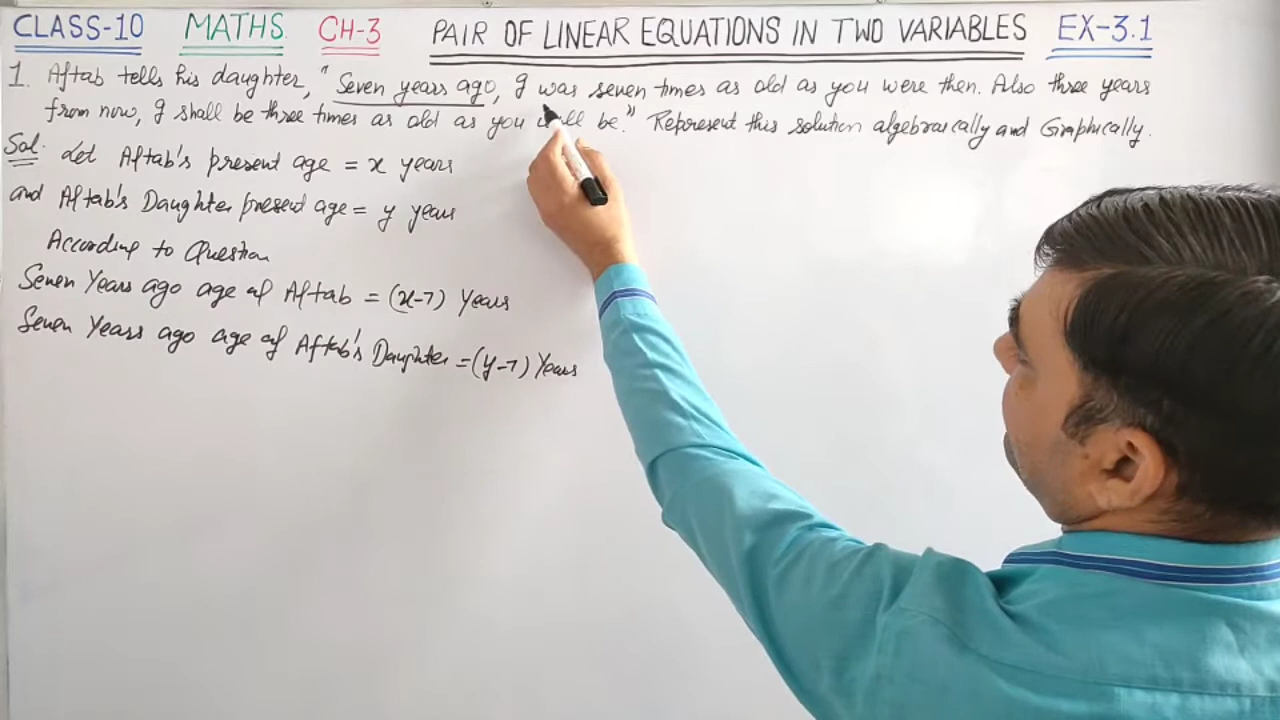 CLASS-10 MATHS CH-3 PAIR OF LINEAR EQUATIONS IN TWO VARIABLES EX-3.1
1. Aftab tells his daughter, "Seven years ago, I was seven times as old as you were then. Also three years
from now, I shall be three times as old as you be." Represent this solution algebraically and Graphically.
Sol. Let Aftab's present age = x years
and Aftab's Daughter present age = y years
According to Question
Seven Years ago age of Aftab = (x-7) Years
Seven Years ago age of Aftab's Daughter = (y-7) Years